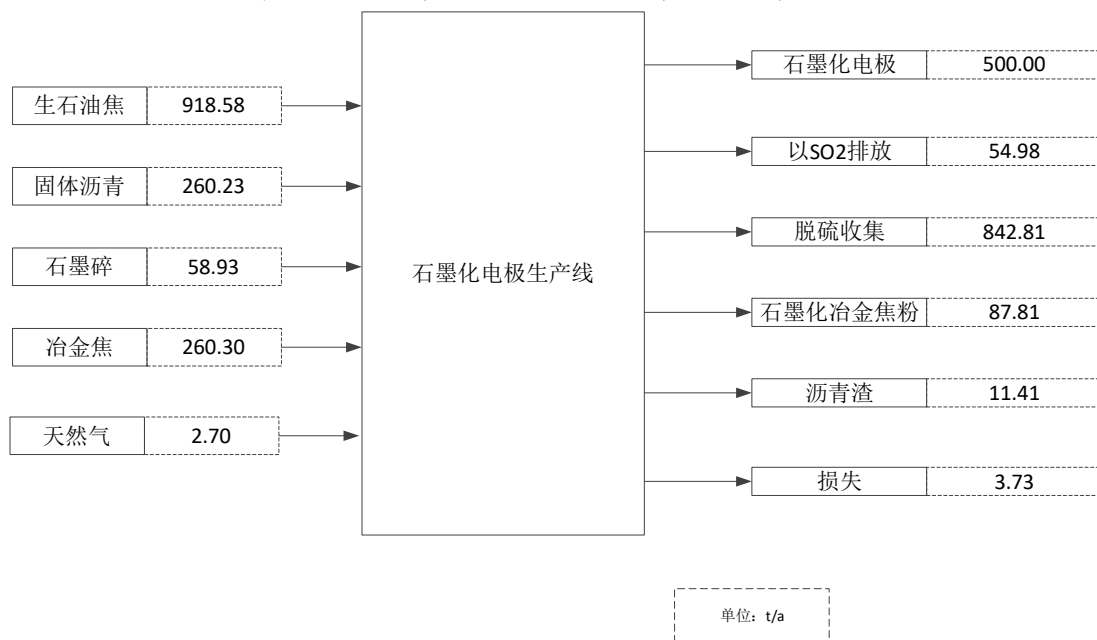 生石油焦 918.58
固体沥青 260.23
石墨碎 58.93
冶金焦 260.30
天然气 2.70
石墨化电极生产线
石墨化电极 500.00
以SO2排放 54.98
脱硫收集 842.81
石墨化冶金焦粉 87.81
沥青渣 11.41
损失 3.73
单位：t/a